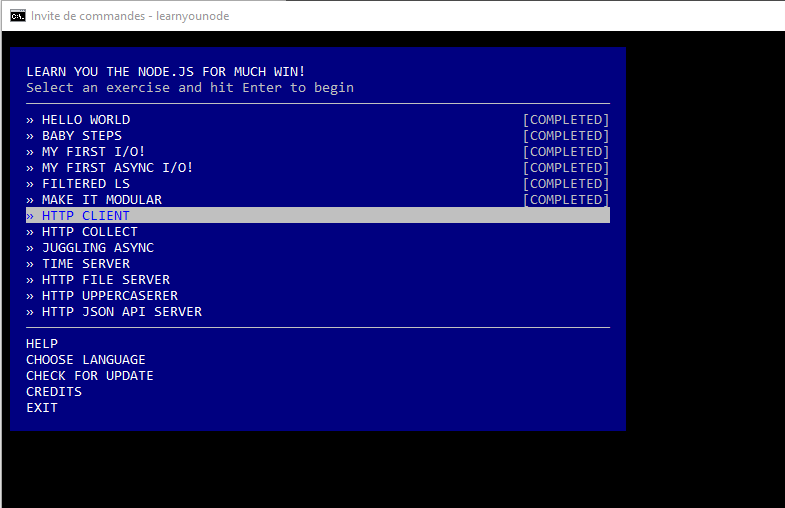 Invite de commandes - learnyounode
LEARN YOU THE NODE.JS FOR MUCH WIN!
Select an exercise and hit Enter to begin
» HELLO WORLD [COMPLETED]
» BABY STEPS [COMPLETED]
» MY FIRST I/O! [COMPLETED]
» MY FIRST ASYNC I/O! [COMPLETED]
» FILTERED LS [COMPLETED]
» MAKE IT MODULAR [COMPLETED]
» HTTP CLIENT
» HTTP COLLECT
» JUGGLING ASYNC
» TIME SERVER
» HTTP FILE SERVER
» HTTP UPPERCASERER
» HTTP JSON API SERVER
HELP
CHOOSE LANGUAGE
CHECK FOR UPDATE
CREDITS
EXIT